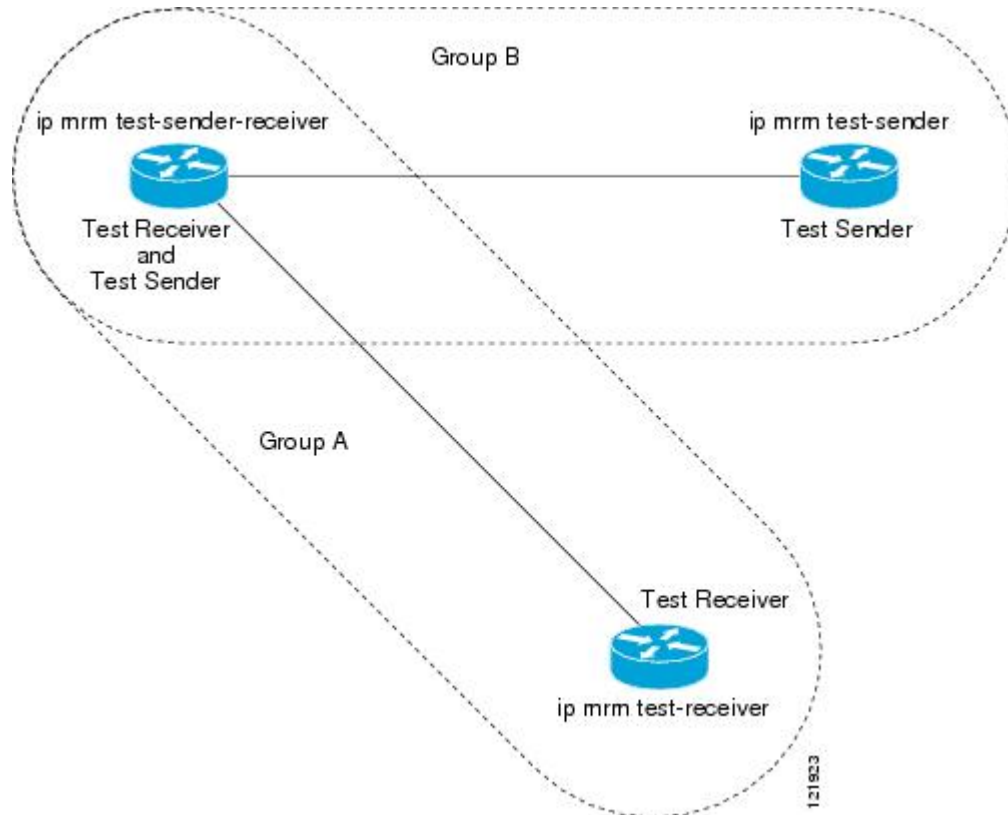 Group B
ip mrm test-sender-receiver
ip mrm test-sender
Test Receiver
and
Test Sender
Test Sender
Group A
Test Receiver
ip mrm test-receiver
121923